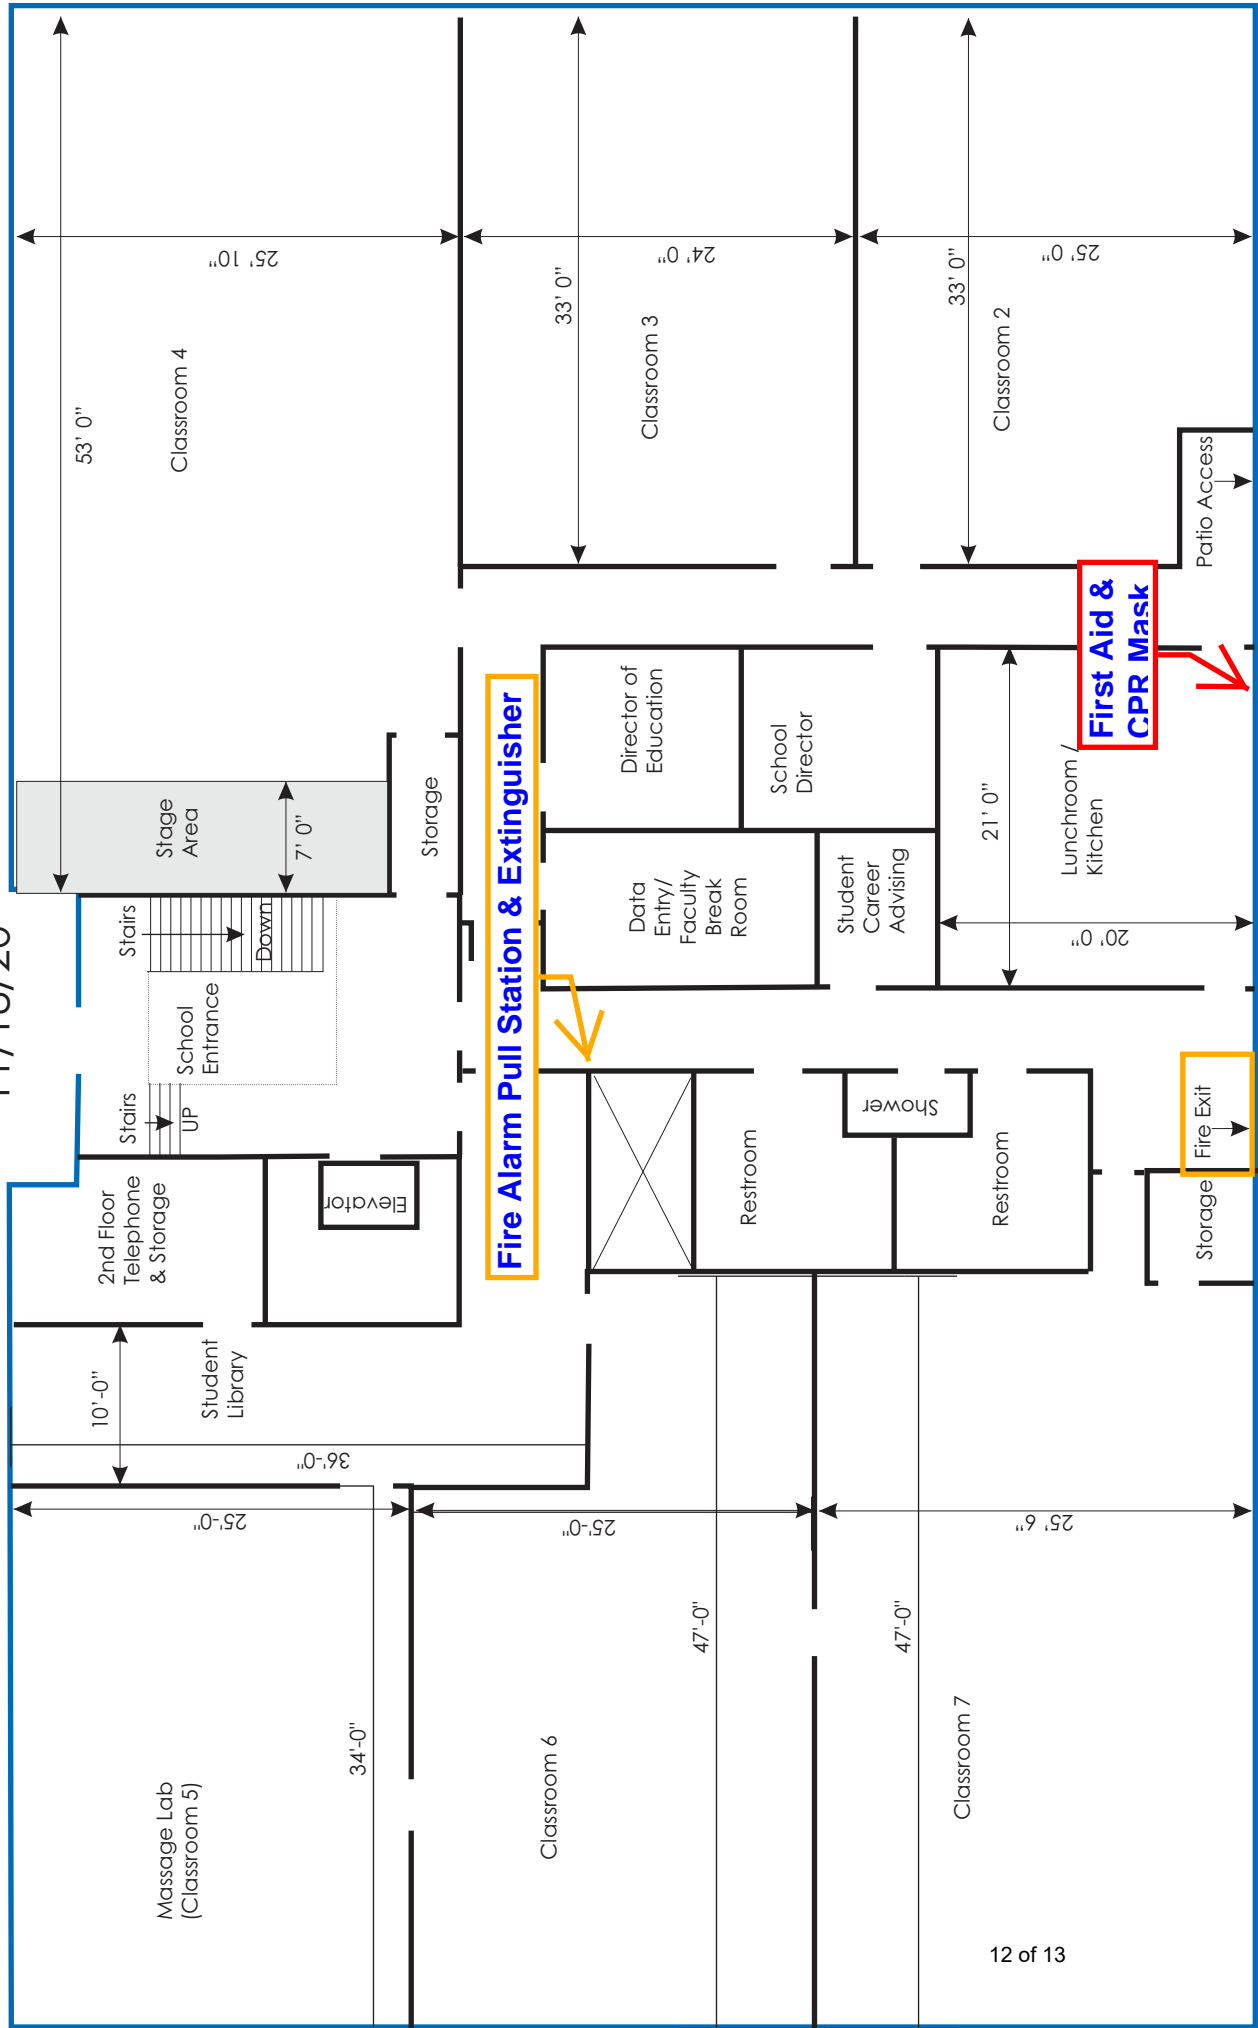 Massage Lab
(Classroom 5)
25'-0"
34'-0"
10'-0"
Student
Library
36'-0"
2nd Floor
Telephone
& Storage
Elevator
Stairs
UP
School
Entrance
Stairs
Down
Stage
Area
7' 0"
53' 0"
Classroom 4
25' 10"
Storage
Fire Alarm Pull Station & Extinguisher
Classroom 6
25'-0"
47'-0"
Restroom
Shower
Restroom
Data
Entry/
Faculty
Break
Room
Director of
Education
School
Director
Student
Career
Advising
33' 0"
Classroom 3
24' 0"
Classroom 7
25' 6"
47'-0"
Storage
Fire Exit
20' 0"
21' 0"
Lunchroom /
Kitchen
First Aid &
CPR Mask
Patio Access
33' 0"
Classroom 2
25' 0"
12 of 13